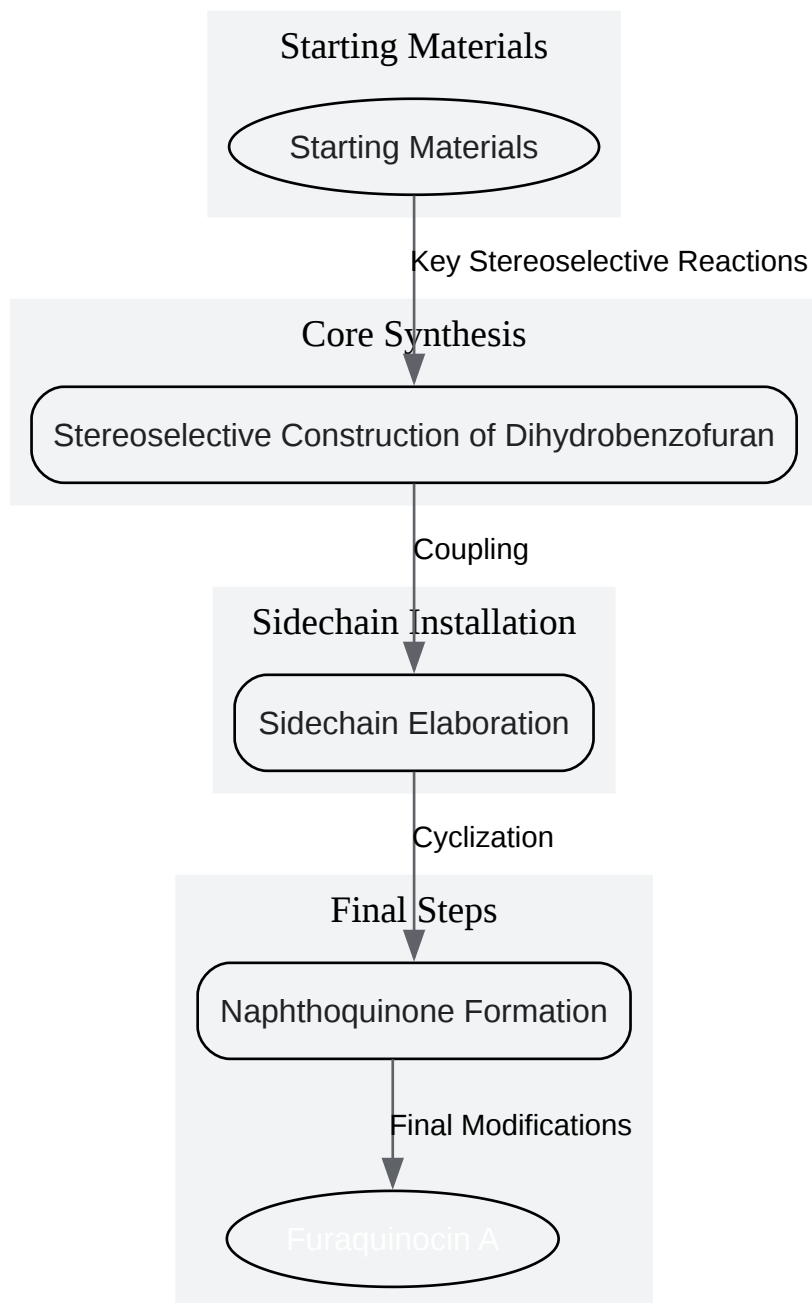 Starting Materials
Starting Materials
Key Stereoselective Reactions
Core Synthesis
Stereoselective Construction of Dihydrobenzofuran
Coupling
Sidechain Installation
Sidechain Elaboration
Cyclization
Final Steps
Naphthoquinone Formation
Final Modifications
Furaquinocin A